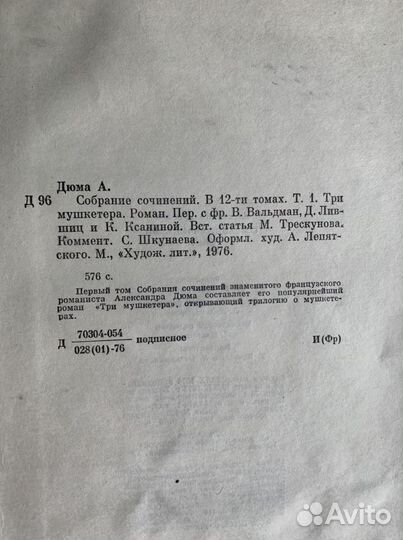 Дюма А.
Д 96 Собрание сочинений. В 12-ти томах. Т. 1. Три
мушкетера. Роман. Пер. с фр. В. Вальдман, Д. Лив-
шиц и К. Ксаниной. Вст. статья М. Трескунова.
Коммент. С. Шкунаева. Оформл. худ. А. Лепят-
ского. М., «Худож. лит.», 1976.
576 с.
Первый том Собрания сочинений знаменитого французского
романиста Александра Дюма составляет его популярнейший
роман «Три мушкетера», открывающий трилогию о мушкете-
рах.
70304-054
Д подписное И(Фр)
028(01)-76
Avito